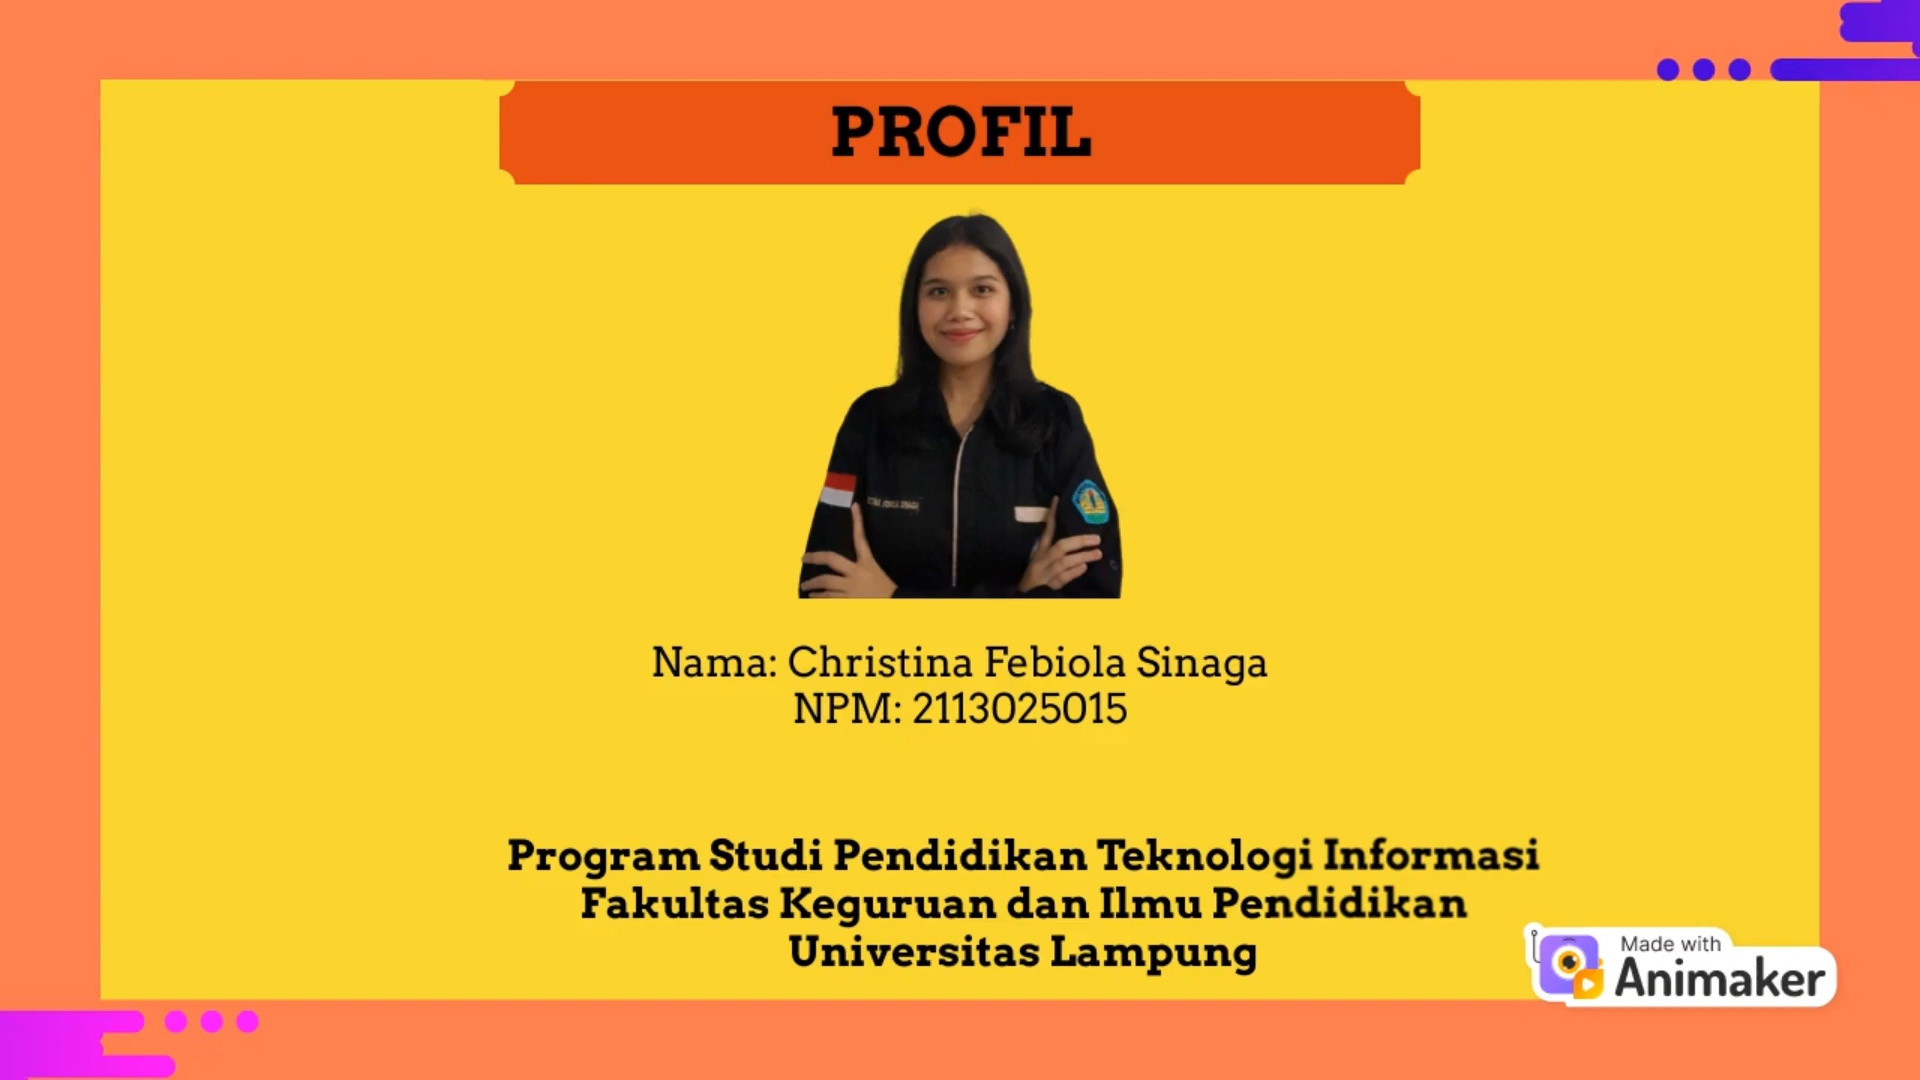 PROFIL
Nama: Christina Febiola Sinaga
NPM: 2113025015
Program Studi Pendidikan Teknologi Informasi
Fakultas Keguruan dan Ilmu Pendidikan
Universitas Lampung
Made with
Animaker